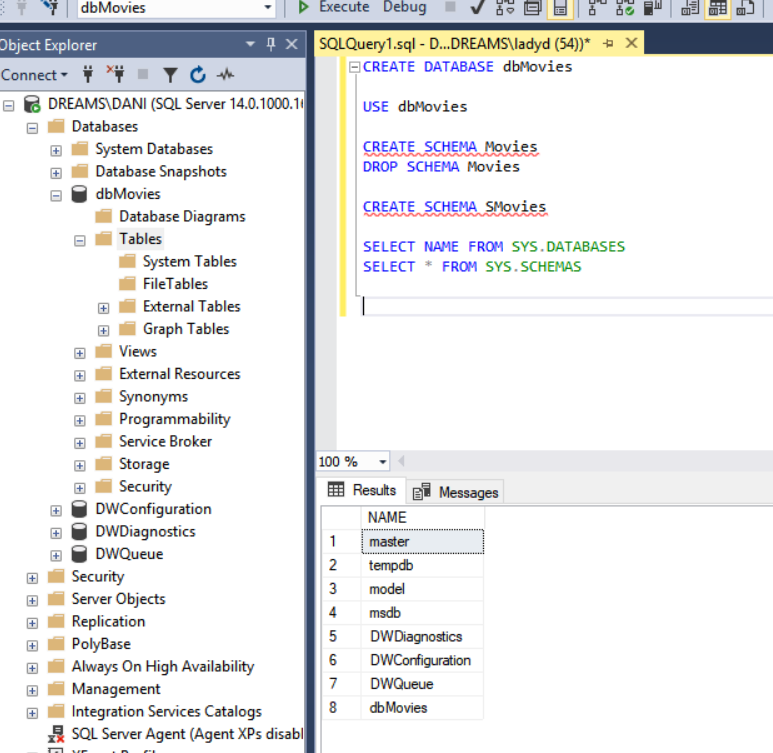 dbMovies Execute Debug
Object Explorer
Connect
DREAMS\DANI (SQL Server 14.0.1000.1
Databases
System Databases
Database Snapshots
dbMovies
Database Diagrams
Tables
System Tables
FileTables
External Tables
Graph Tables
Views
External Resources
Synonyms
Programmability
Service Broker
Storage
Security
DWConfiguration
DWDiagnostics
DWQueue
Security
Server Objects
Replication
PolyBase
Always On High Availability
Management
Integration Services Catalogs
SQL Server Agent (Agent XPs disabl
SQLQuery1.sql - D...DREAMS\ladyd (54))*
CREATE DATABASE dbMovies
USE dbMovies
CREATE SCHEMA Movies
DROP SCHEMA Movies
CREATE SCHEMA SMovies
SELECT NAME FROM SYS.DATABASES
SELECT * FROM SYS.SCHEMAS
100 %
Results Messages
NAME
1 master
2 tempdb
3 model
4 msdb
5 DWDiagnostics
6 DWConfiguration
7 DWQueue
8 dbMovies